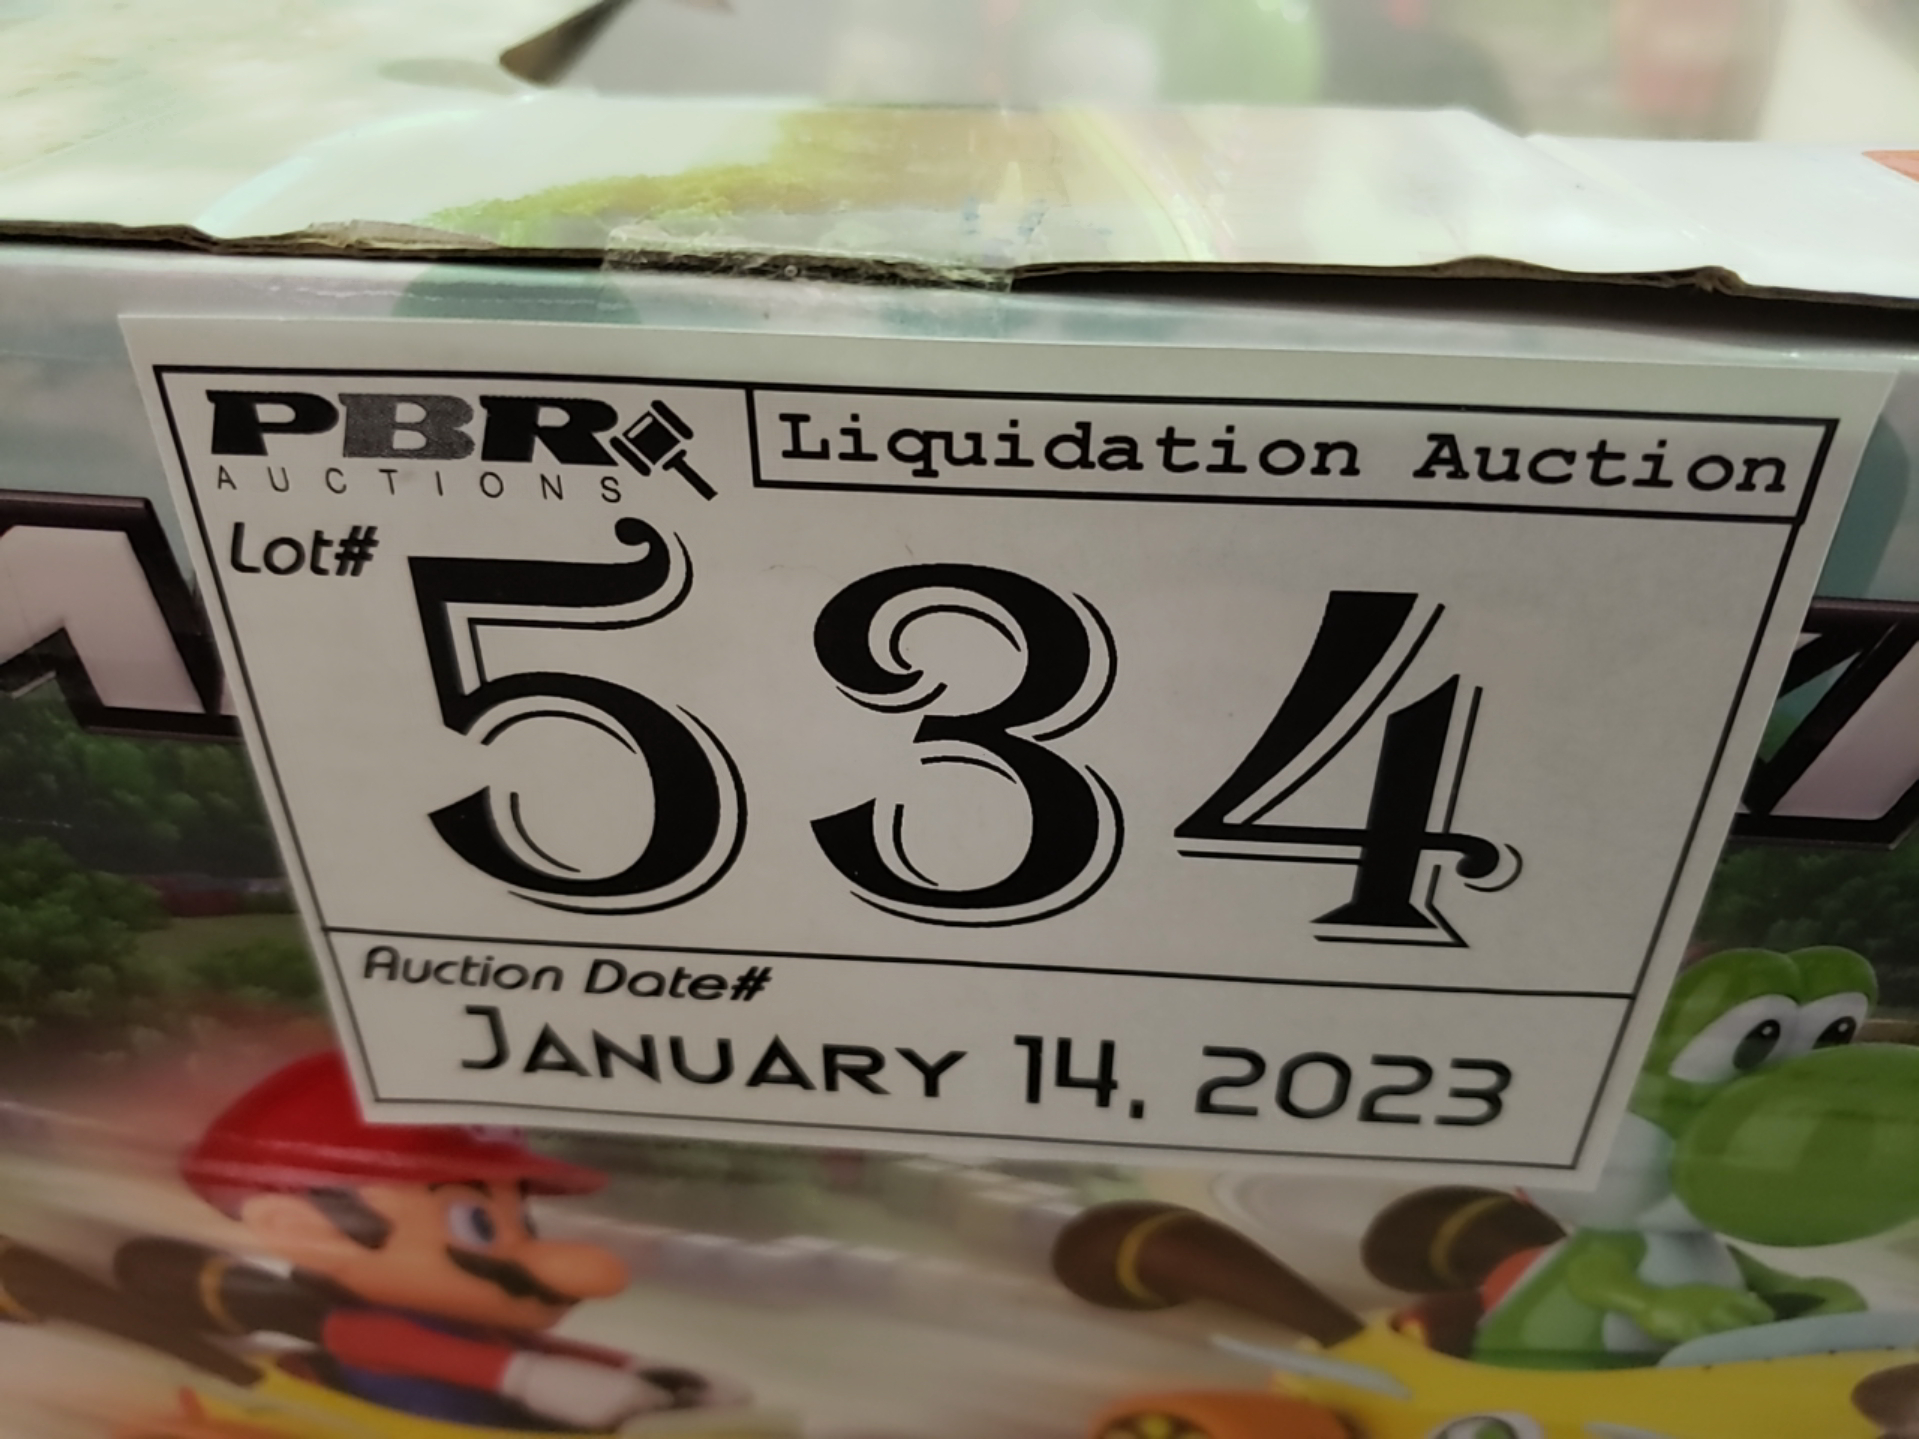 PBR
AUCTIONS
Liquidation Auction
Lot#
534
Auction Date#
January 14, 2023